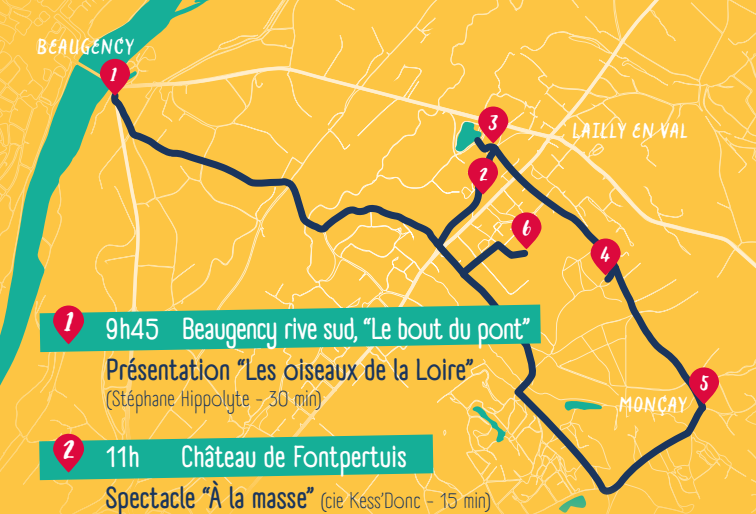 BEAUGENCY
1
3
LAILLY EN VAL
2
6
4
5
MONÇAY
1 9h45 Beaugency rive sud, “Le bout du pont”
Présentation “Les oiseaux de la Loire”
(Stéphane Hippolyte - 30 min)
2 11h Château de Fontpertuis
Spectacle “À la masse” (cie Kess'Donc - 15 min)